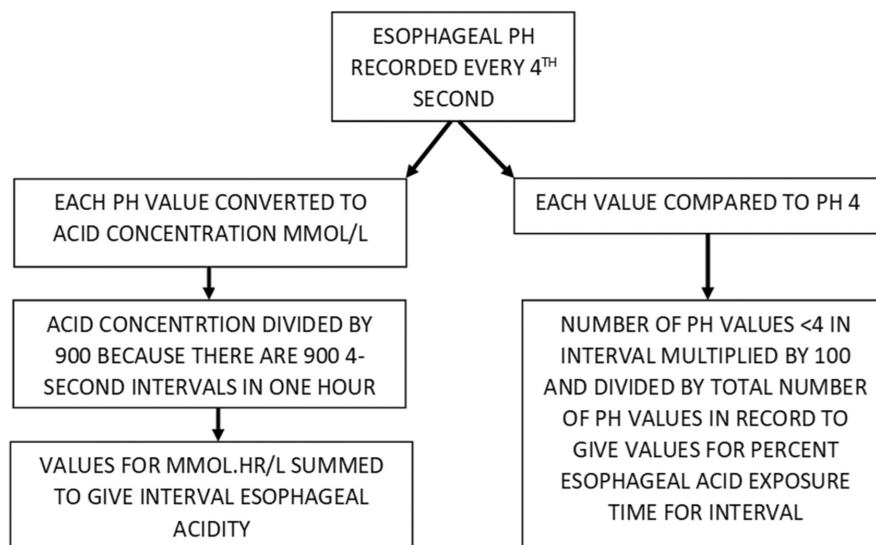 ESOPHAGEAL PH
RECORDED EVERY 4TH
SECOND
EACH PH VALUE CONVERTED TO
ACID CONCENTRATION MMOL/L
ACID CONCENTRTION DIVIDED BY
900 BECAUSE THERE ARE 900 4-
SECOND INTERVALS IN ONE HOUR
VALUES FOR MMOL.HR/L SUMMED
TO GIVE INTERVAL ESOPHAGEAL
ACIDITY
EACH VALUE COMPARED TO PH 4
NUMBER OF PH VALUES <4 IN
INTERVAL MULTIPLIED BY 100
AND DIVIDED BY TOTAL NUMBER
OF PH VALUES IN RECORD TO
GIVE VALUES FOR PERCENT
ESOPHAGEAL ACID EXPOSURE
TIME FOR INTERVAL